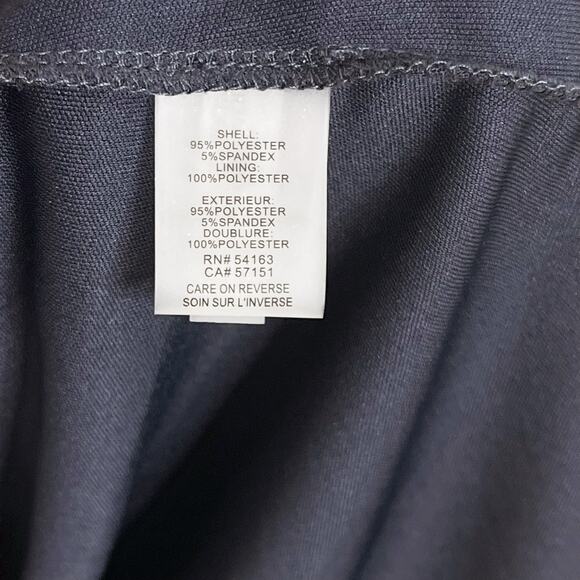 SHELL:
95%POLYESTER
5%SPANDEX
LINING:
100%POLYESTER
EXTERIEUR:
95%POLYESTER
5%SPANDEX
DOUBLURE:
100%POLYESTER
RN# 54163
CA# 57151
CARE ON REVERSE
SOIN SUR L'INVERSE